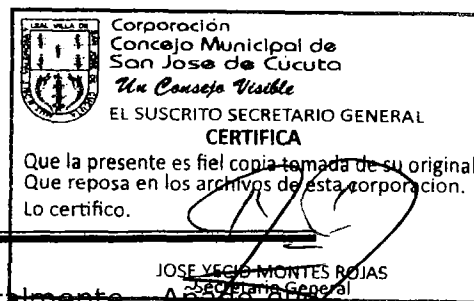 Corporación
Concejo Municipal de
San Jose de Cúcuta
Un Consejo Visible
EL SUSCRITO SECRETARIO GENERAL
CERTIFICA
Que la presente es fiel copia tomada de su original
Que reposa en los archivos de esta corporacion.
Lo certifico.
JOSE YECID MONTES ROJAS
Secretario General